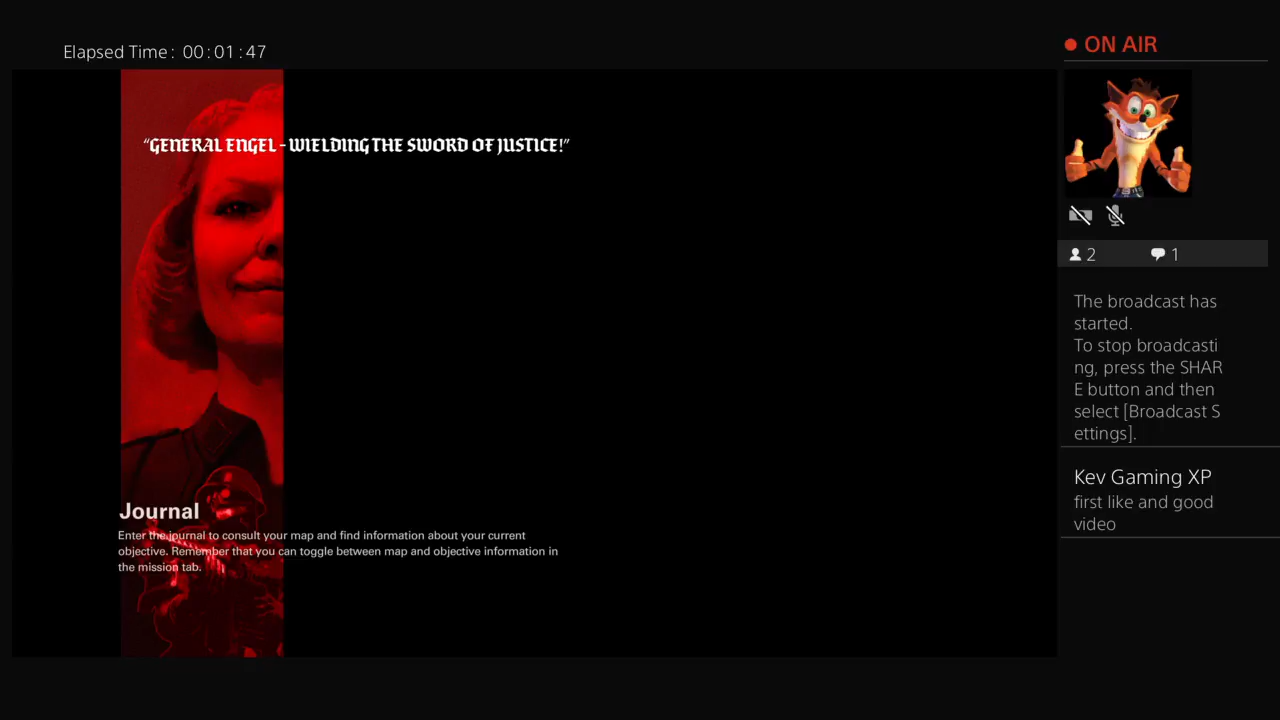 Elapsed Time: 00:01:47
ON AIR
"GENERAL ENGEL - WIELDING THE SWORD OF JUSTICE!"
2
1
The broadcast has
started.
To stop broadcasti
ng, press the SHAR
E button and then
select [Broadcast S
ettings].
Kev Gaming XP
first like and good
video
Journal
Enter the journal to consult your map and find information about your current
objective. Remember that you can toggle between map and objective information in
the mission tab.